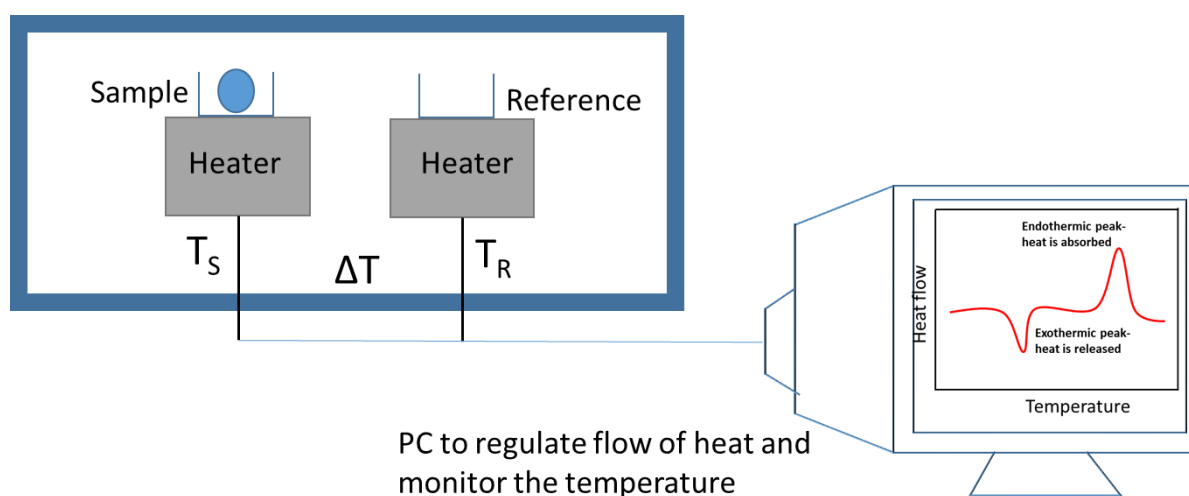 Sample
Reference
Heater
Heater
TS
ΔT
TR
Endothermic peak-
heat is absorbed
Heat flow
Exothermic peak-
heat is released
Temperature
PC to regulate flow of heat and
monitor the temperature